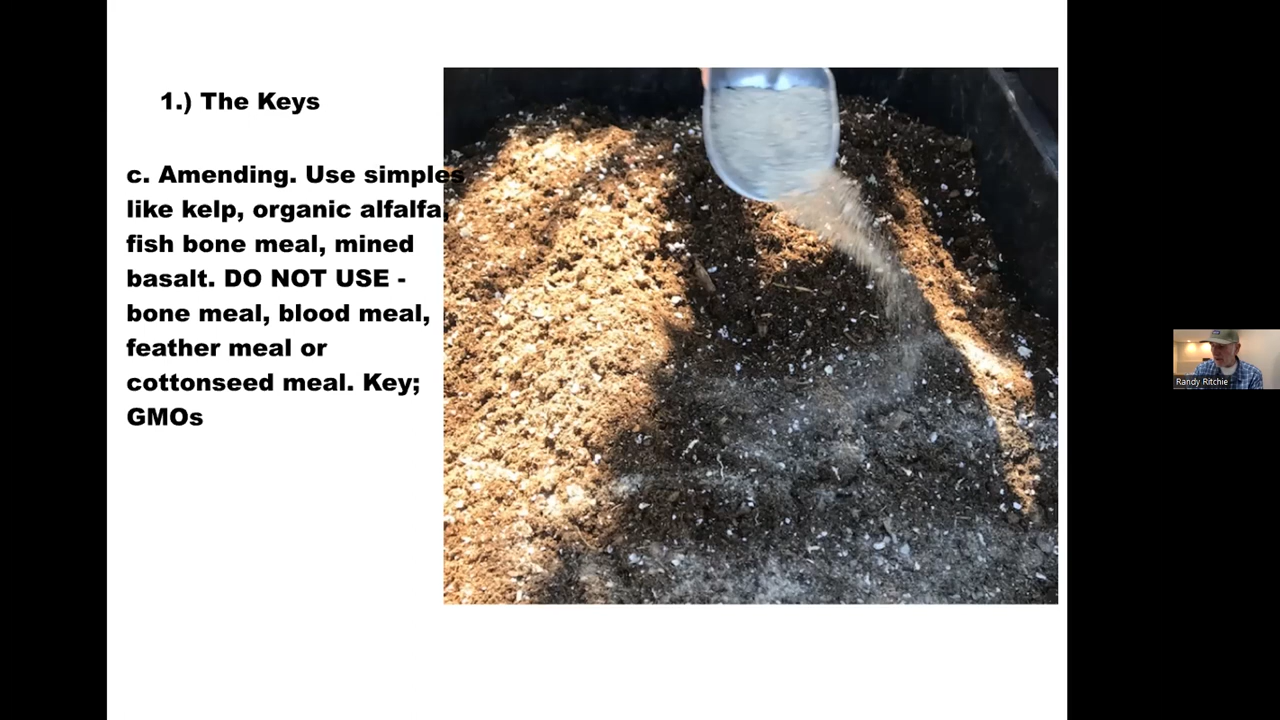 1.) The Keys
c. Amending. Use simples
like kelp, organic alfalfa,
fish bone meal, mined
basalt. DO NOT USE -
bone meal, blood meal,
feather meal or
cottonseed meal. Key;
GMOs
Randy Ritchie